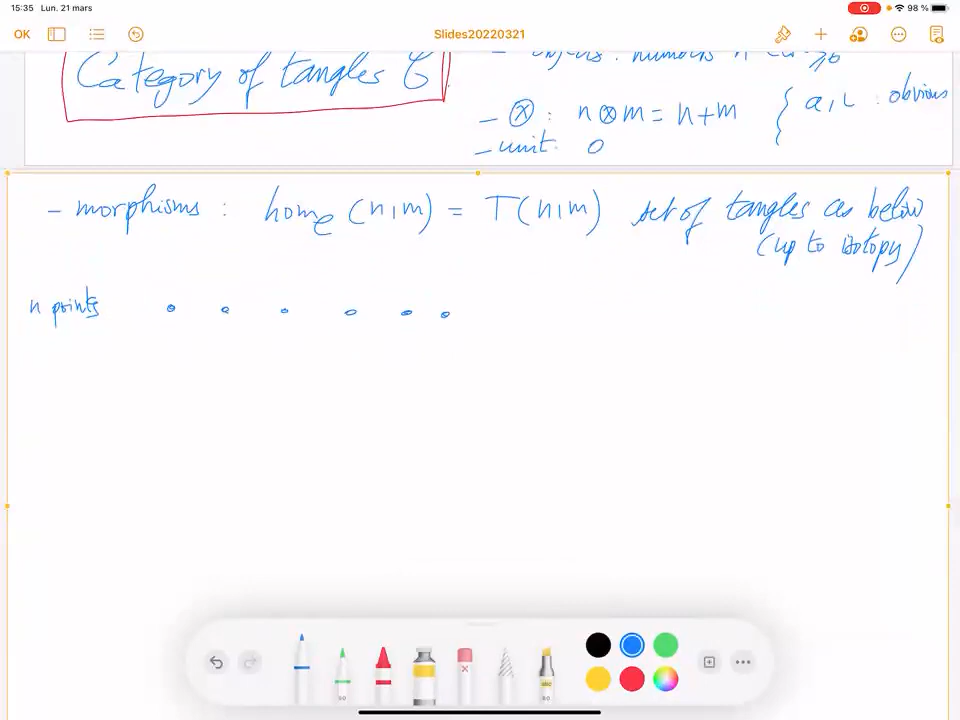 15:35 Lun. 21 mars
98 %
OK
Slides20220321
- objects: numbers n ∈ ℤ≥0
Category of tangles 𝒞
- ⊗ : n⊗m = n+m { a, l : obvious
- unit: 0
- morphisms : hom𝒞 (n,m) = T(n,m) set of tangles as below
(up to isotopy)
n points